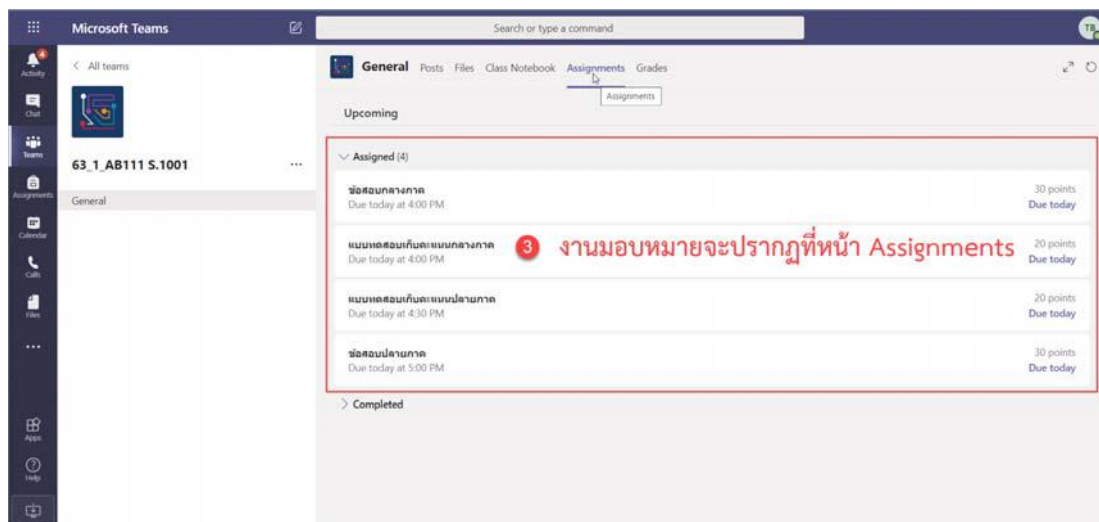 Microsoft Teams
Search or type a command
TB
4
Activity
Chat
Teams
Assignments
Calendar
Calls
Files
Apps
Help
All teams
63_1_AB111 S.1001
General
General Posts Files Class Notebook Assignments Grades
Assignments
Upcoming
Assigned (4)
ข้อสอบกลางภาค
30 points
Due today at 4:00 PM
Due today
แบบทดสอบเก็บคะแนนกลางภาค
20 points
Due today at 4:00 PM
Due today
3 งานมอบหมายจะปรากฏที่หน้า Assignments
แบบทดสอบเก็บคะแนนปลายภาค
20 points
Due today at 4:30 PM
Due today
ข้อสอบปลายภาค
30 points
Due today at 5:00 PM
Due today
Completed